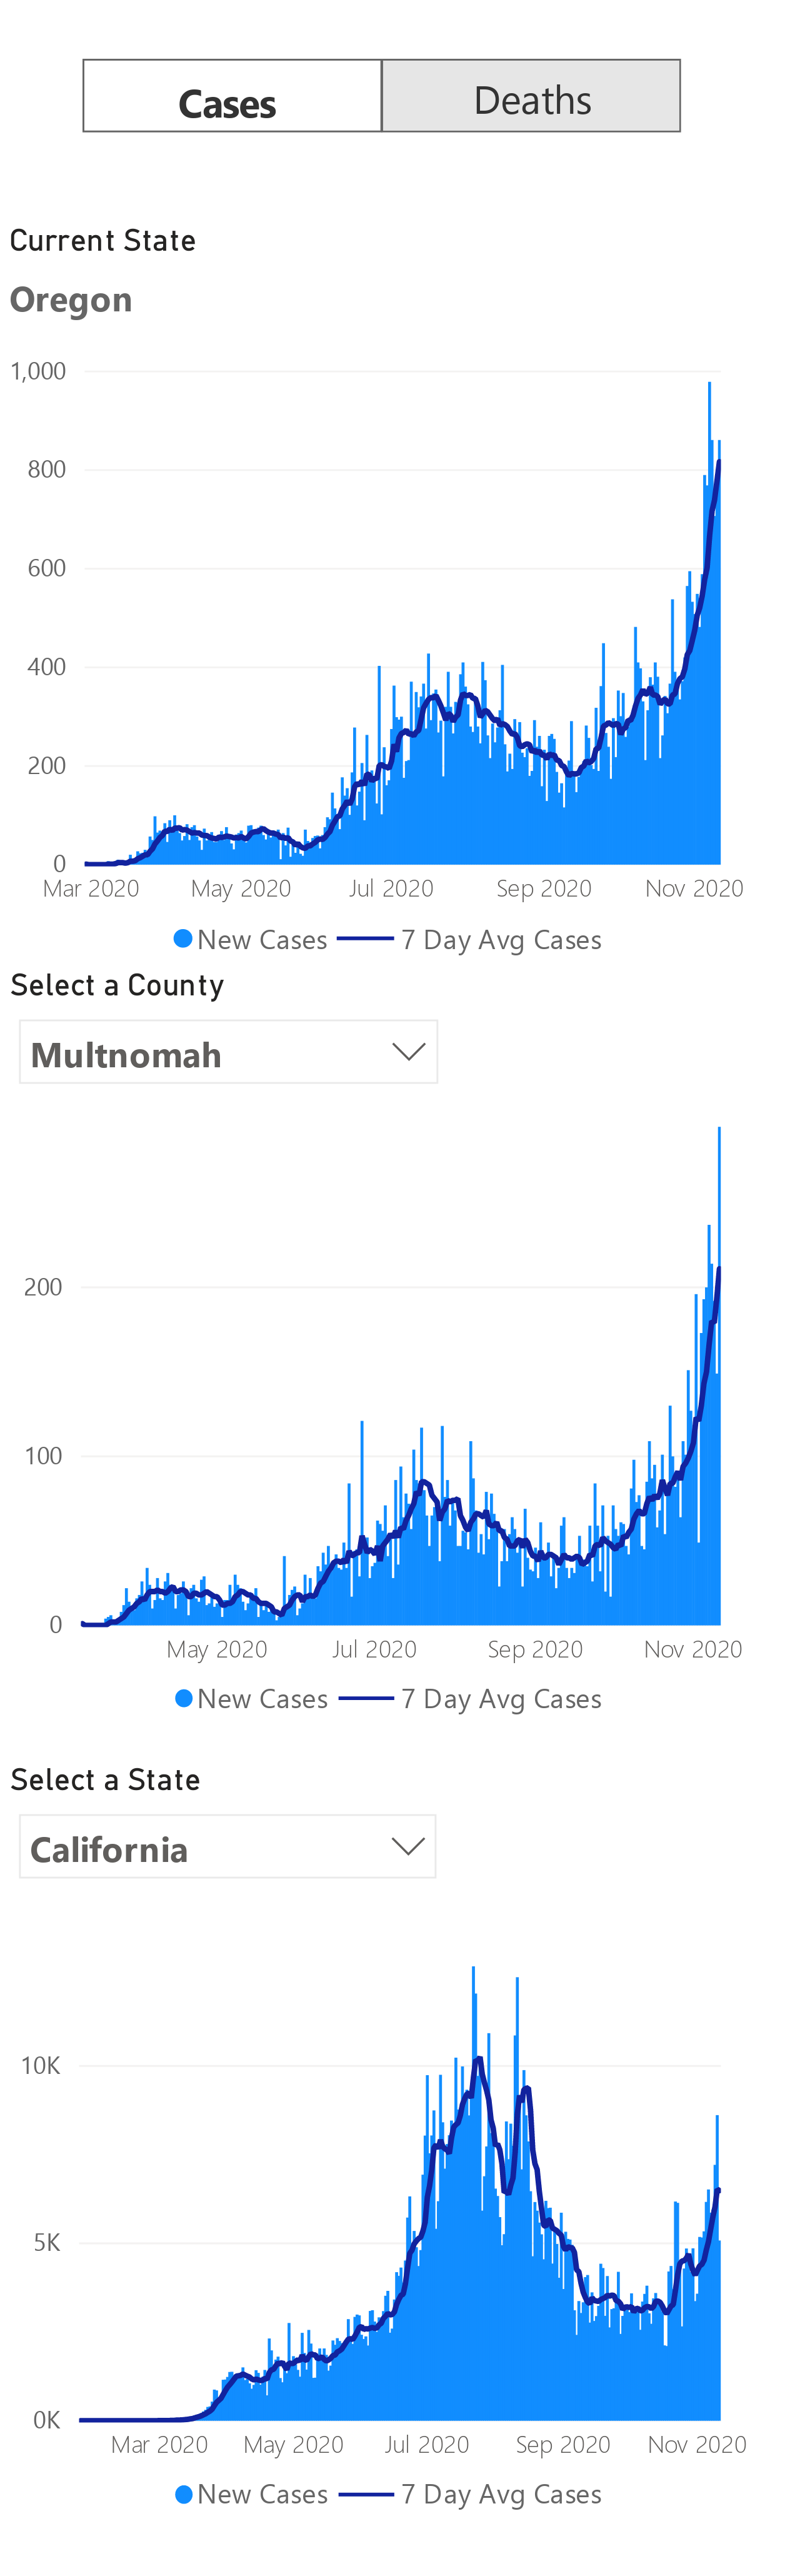 Cases Deaths
Current State
Oregon
1,000
800
600
400
200
0
Mar 2020 May 2020 Jul 2020 Sep 2020 Nov 2020
New Cases 7 Day Avg Cases
Select a County
Multnomah
200
100
0
May 2020 Jul 2020 Sep 2020 Nov 2020
New Cases 7 Day Avg Cases
Select a State
California
10K
5K
0K
Mar 2020 May 2020 Jul 2020 Sep 2020 Nov 2020
New Cases 7 Day Avg Cases